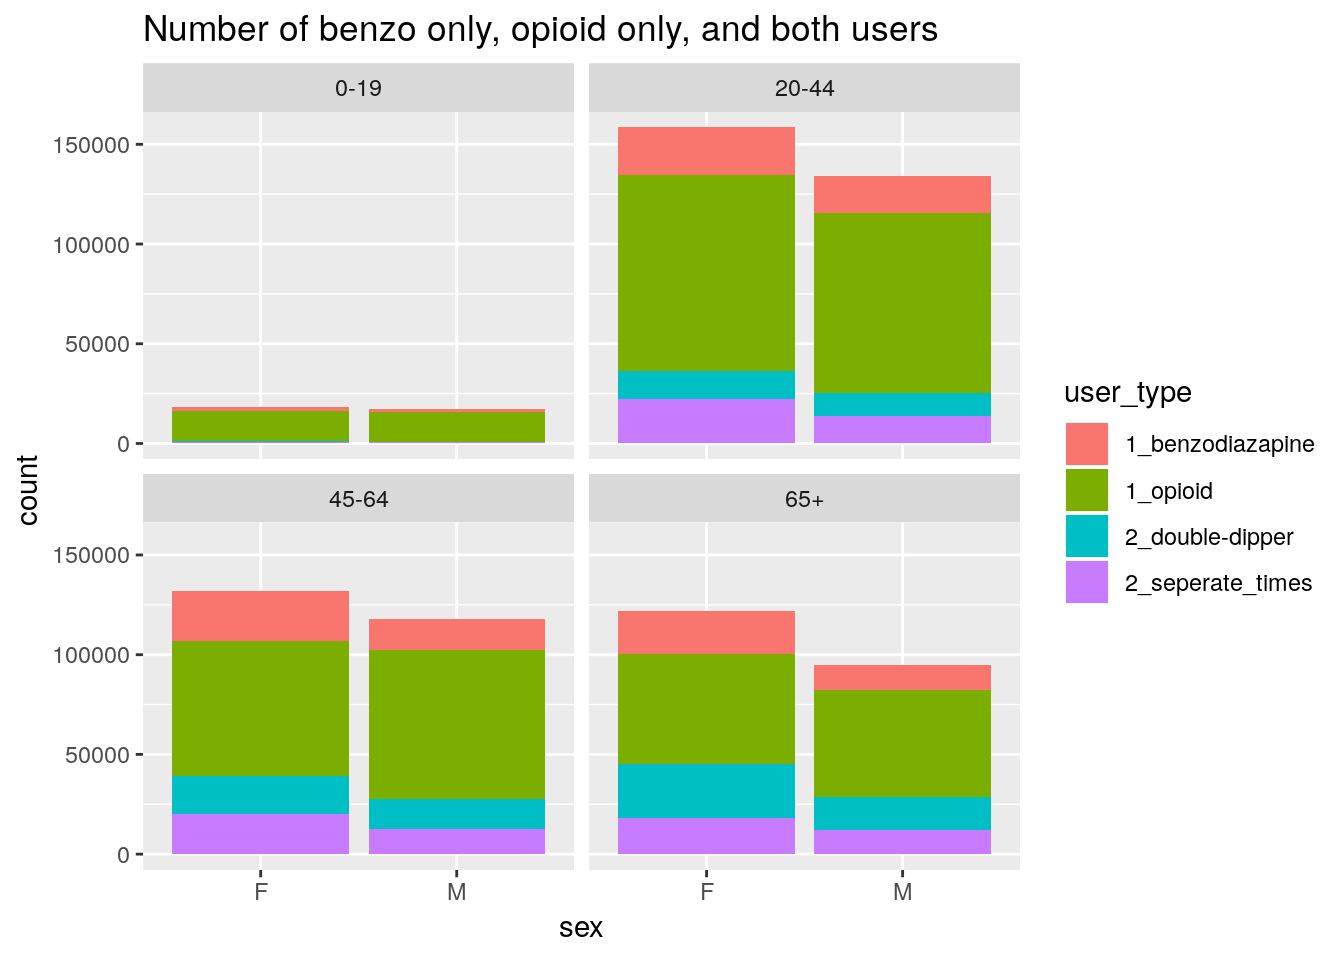 Number of benzo only, opioid only, and both users
0-19
20-44
150000
100000
50000
0
45-64
65+
150000
100000
50000
0
F
M
F
M
sex
count
user_type
1_benzodiazapine
1_opioid
2_double-dipper
2_seperate_times